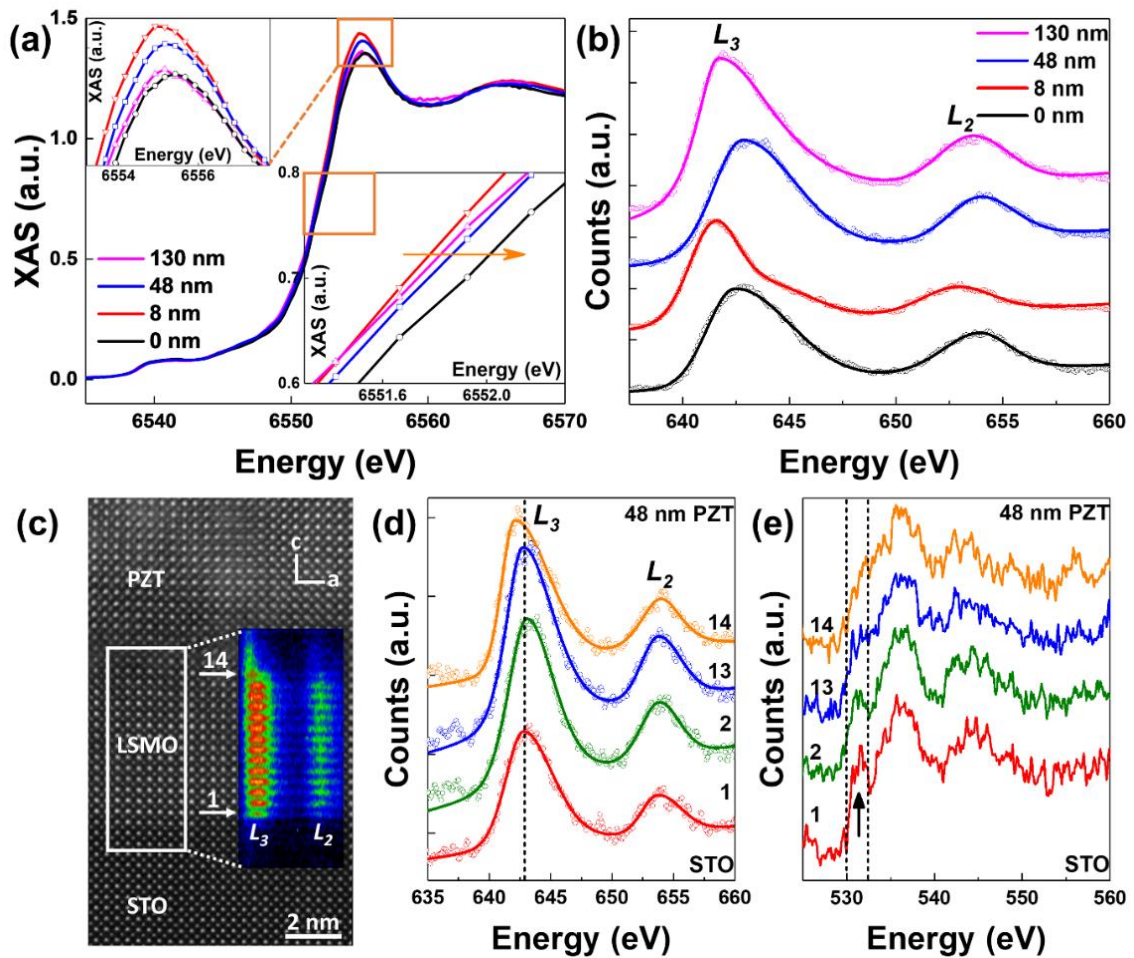 (a)
1.5
1.0
0.5
0.0
XAS (a.u.)
XAS (a.u.)
Energy (eV)
6554
6556
130 nm
48 nm
8 nm
0 nm
0.8
0.7
0.6
XAS (a.u.)
Energy (eV)
6551.6
6552.0
6540
6550
6560
6570
Energy (eV)
(b)
L3
L2
130 nm
48 nm
8 nm
0 nm
Counts (a.u.)
645
650
655
660
Energy (eV)
(c)
c
a
PZT
14
LSMO
1
L3
L2
STO
2 nm
(d)
L3
48 nm PZT
L2
14
13
2
1
STO
Counts (a.u.)
635
640
645
650
655
660
Energy (eV)
(e)
48 nm PZT
14
13
2
1
STO
Counts (a.u.)
530
540
550
560
Energy (eV)